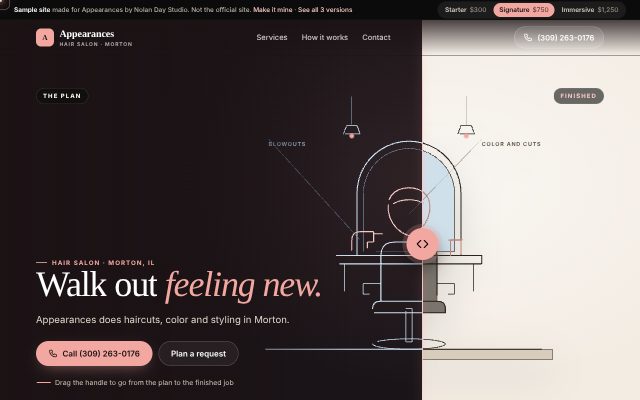 Sample site made for Appearances by Nolan Day Studio. Not the official site. Make it mine · See all 3 versions
Starter $300 Signature $750 Immersive $1,250
A Appearances
HAIR SALON · MORTON
Services How it works Contact
(309) 263-0176
THE PLAN
FINISHED
BLOWOUTS
COLOR AND CUTS
HAIR SALON · MORTON, IL
Walk out feeling new.
Appearances does haircuts, color and styling in Morton.
Call (309) 263-0176
Plan a request
Drag the handle to go from the plan to the finished job